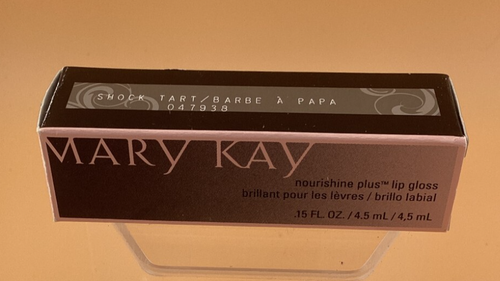 SHOCK TART/BARBE À PAPA
047938
MARY KAY
nourishine plus™ lip gloss
brillant pour les lèvres / brillo labial
.15 FL. OZ. / 4.5 mL / 4,5 mL